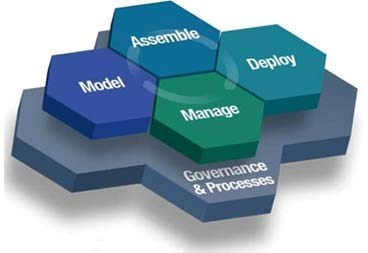 Assemble
Deploy
Model
Manage
Governance
& Processes